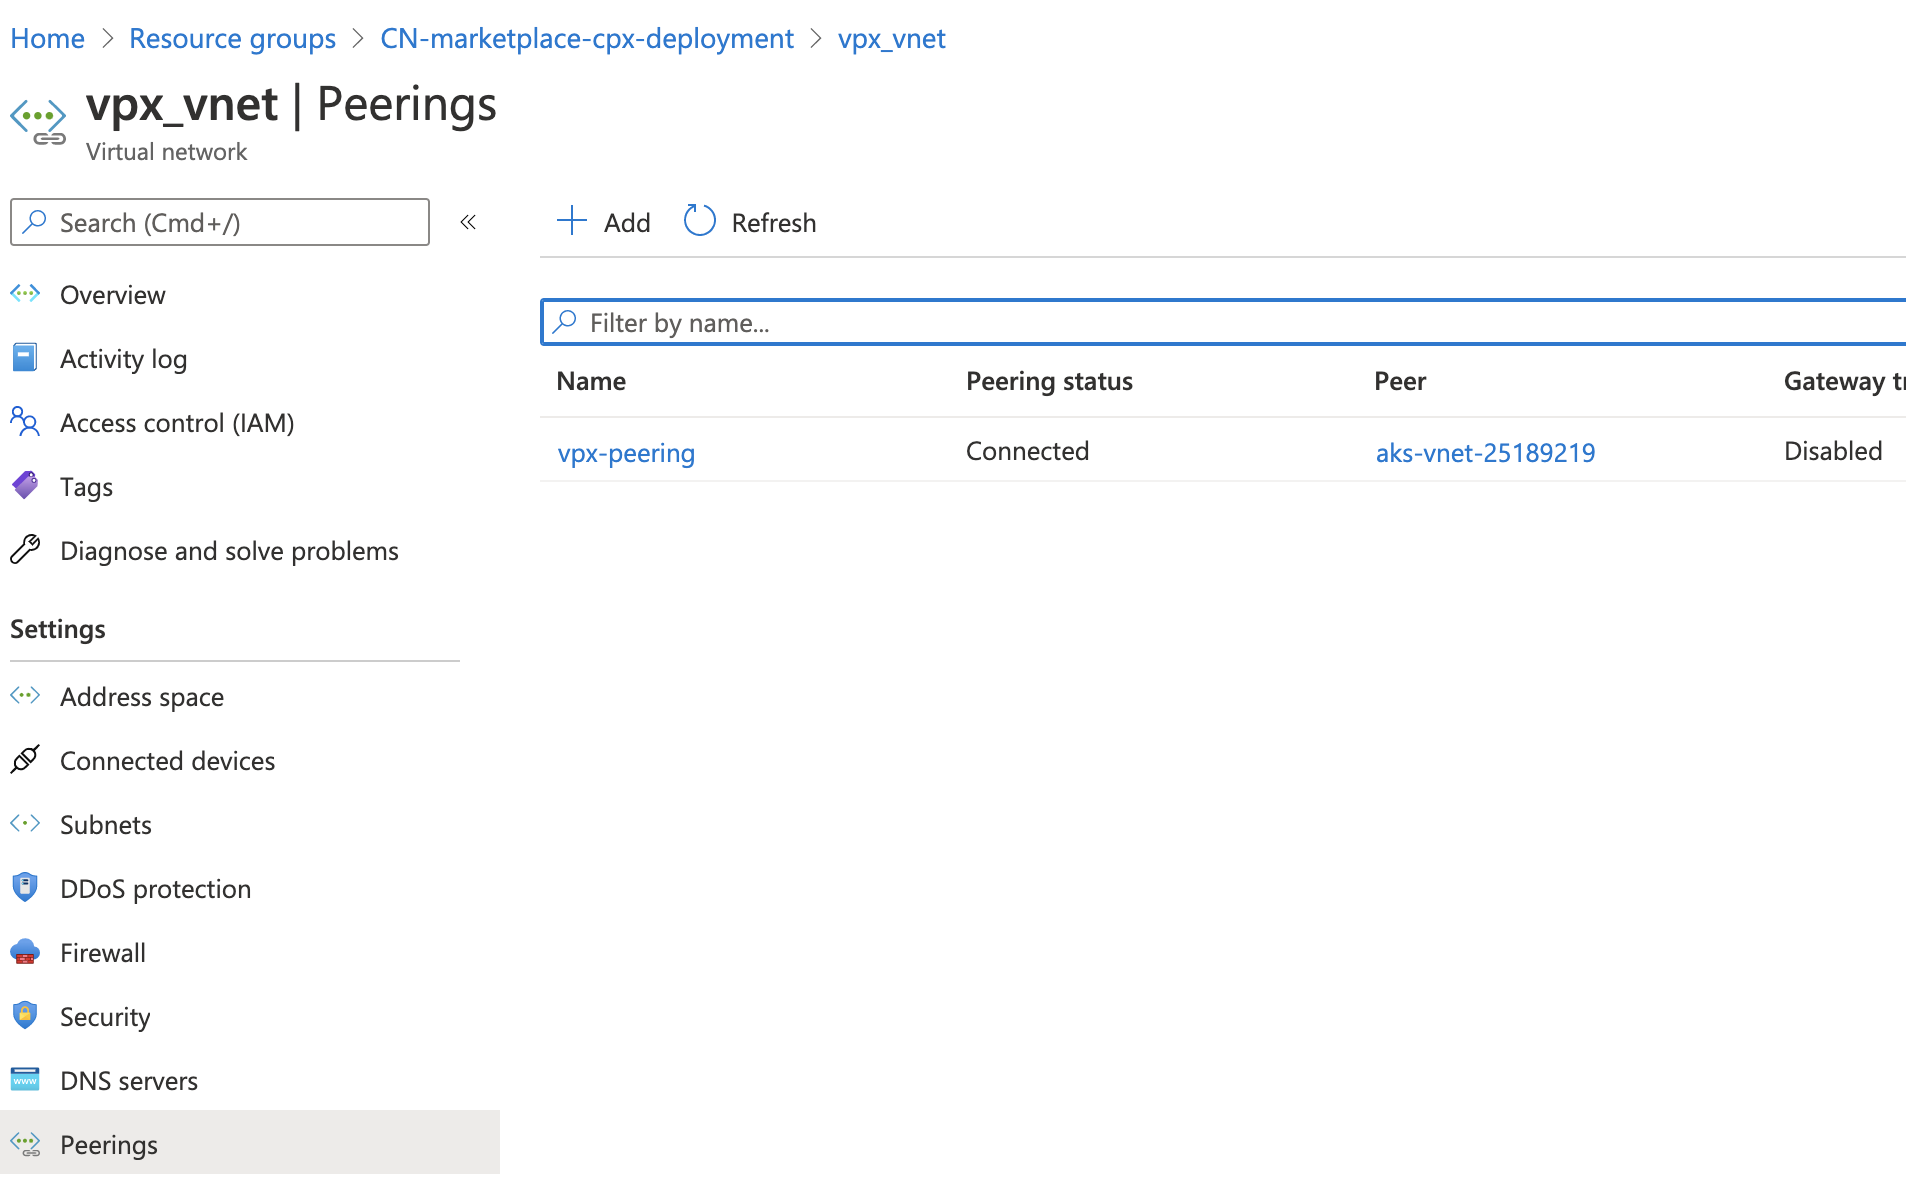 Home > Resource groups > CN-marketplace-cpx-deployment > vpx_vnet
vpx_vnet | Peerings
Virtual network
Search (Cmd+/)
«
Overview
Activity log
Access control (IAM)
Tags
Diagnose and solve problems
Settings
Address space
Connected devices
Subnets
DDoS protection
Firewall
Security
www
DNS servers
Peerings
Add Refresh
Filter by name...
Name Peering status Peer Gateway
vpx-peering Connected aks-vnet-25189219 Disabled